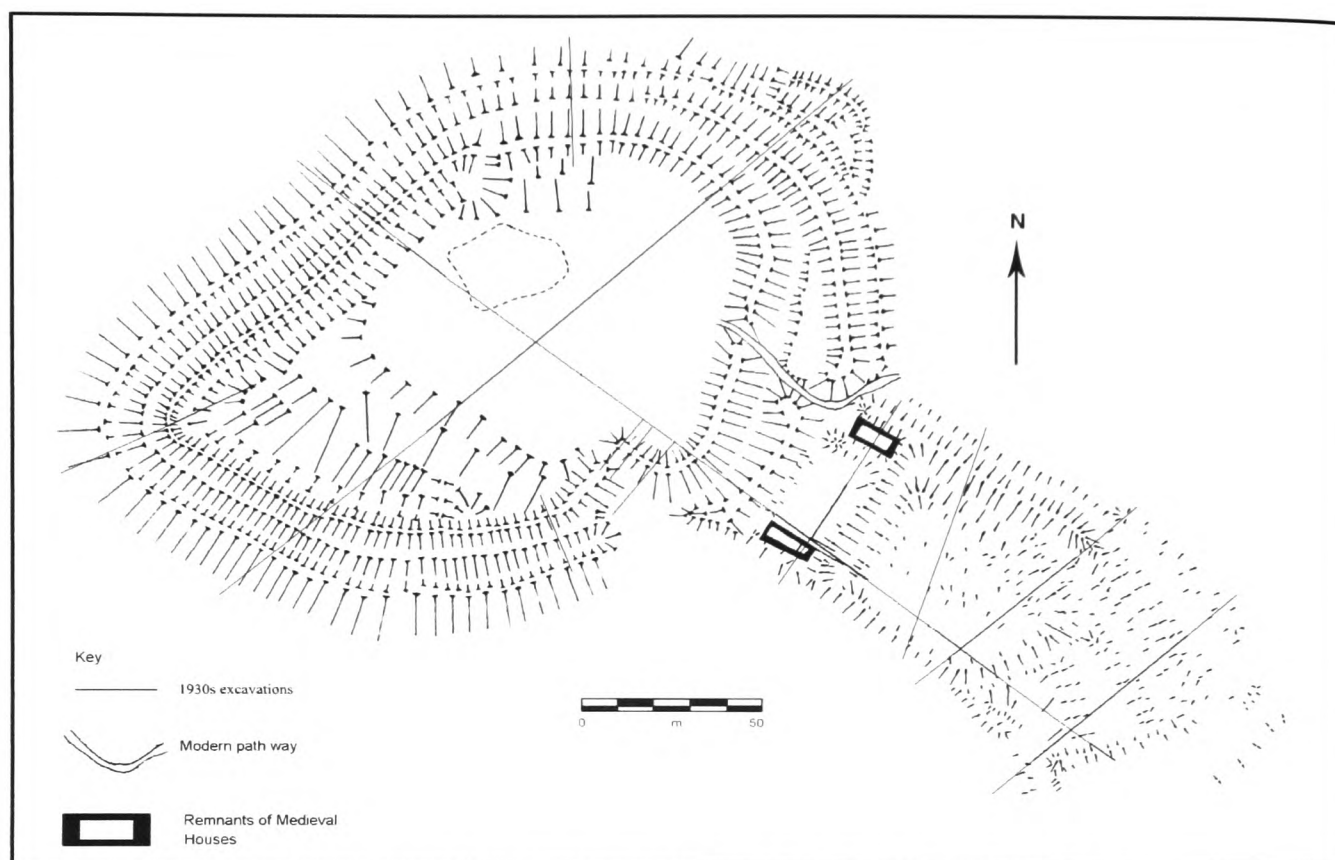 N
Key
1930s excavations
Modern path way
Remnants of Medieval
Houses
0 m 50